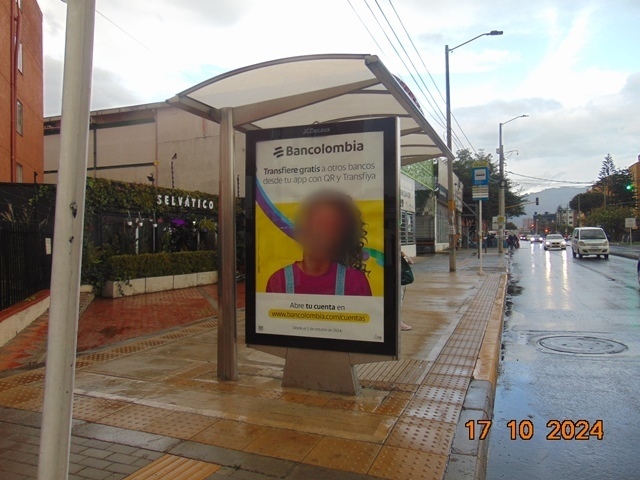 JCDecaux
Bancolombia
Transfiere gratis a otros bancos
desde tu app con QR y Transfiya
SELVÁTICO
Abre tu cuenta en
www.bancolombia.com/cuentas
17 10 2024